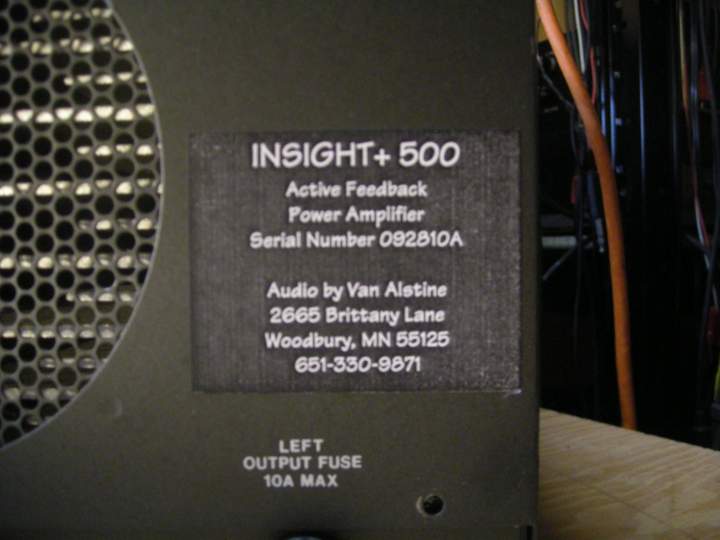 INSIGHT+ 500
Active Feedback
Power Amplifier
Serial Number 092810A
Audio by Van Alstine
2665 Brittany Lane
Woodbury, MN 55125
651-330-9871
LEFT
OUTPUT FUSE
10A MAX